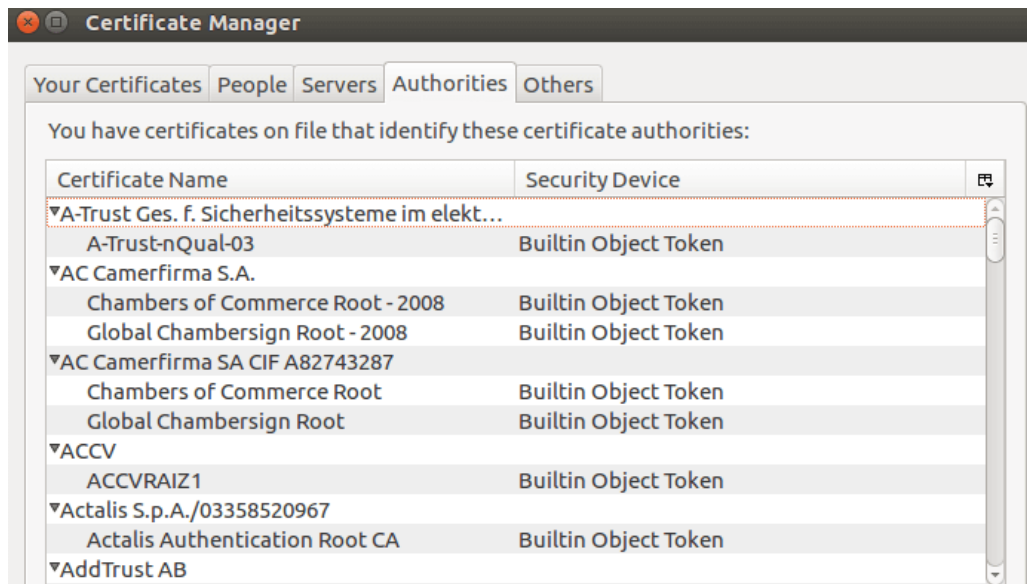 Certificate Manager
Your Certificates People Servers Authorities Others
You have certificates on file that identify these certificate authorities:
Certificate Name Security Device
A-Trust Ges. f. Sicherheitssysteme im elekt...
A-Trust-nQual-03 Builtin Object Token
AC Camerfirma S.A.
Chambers of Commerce Root - 2008 Builtin Object Token
Global Chambersign Root - 2008 Builtin Object Token
AC Camerfirma SA CIF A82743287
Chambers of Commerce Root Builtin Object Token
Global Chambersign Root Builtin Object Token
ACCV
ACCVRAIZ1 Builtin Object Token
Actalis S.p.A./03358520967
Actalis Authentication Root CA Builtin Object Token
AddTrust AB